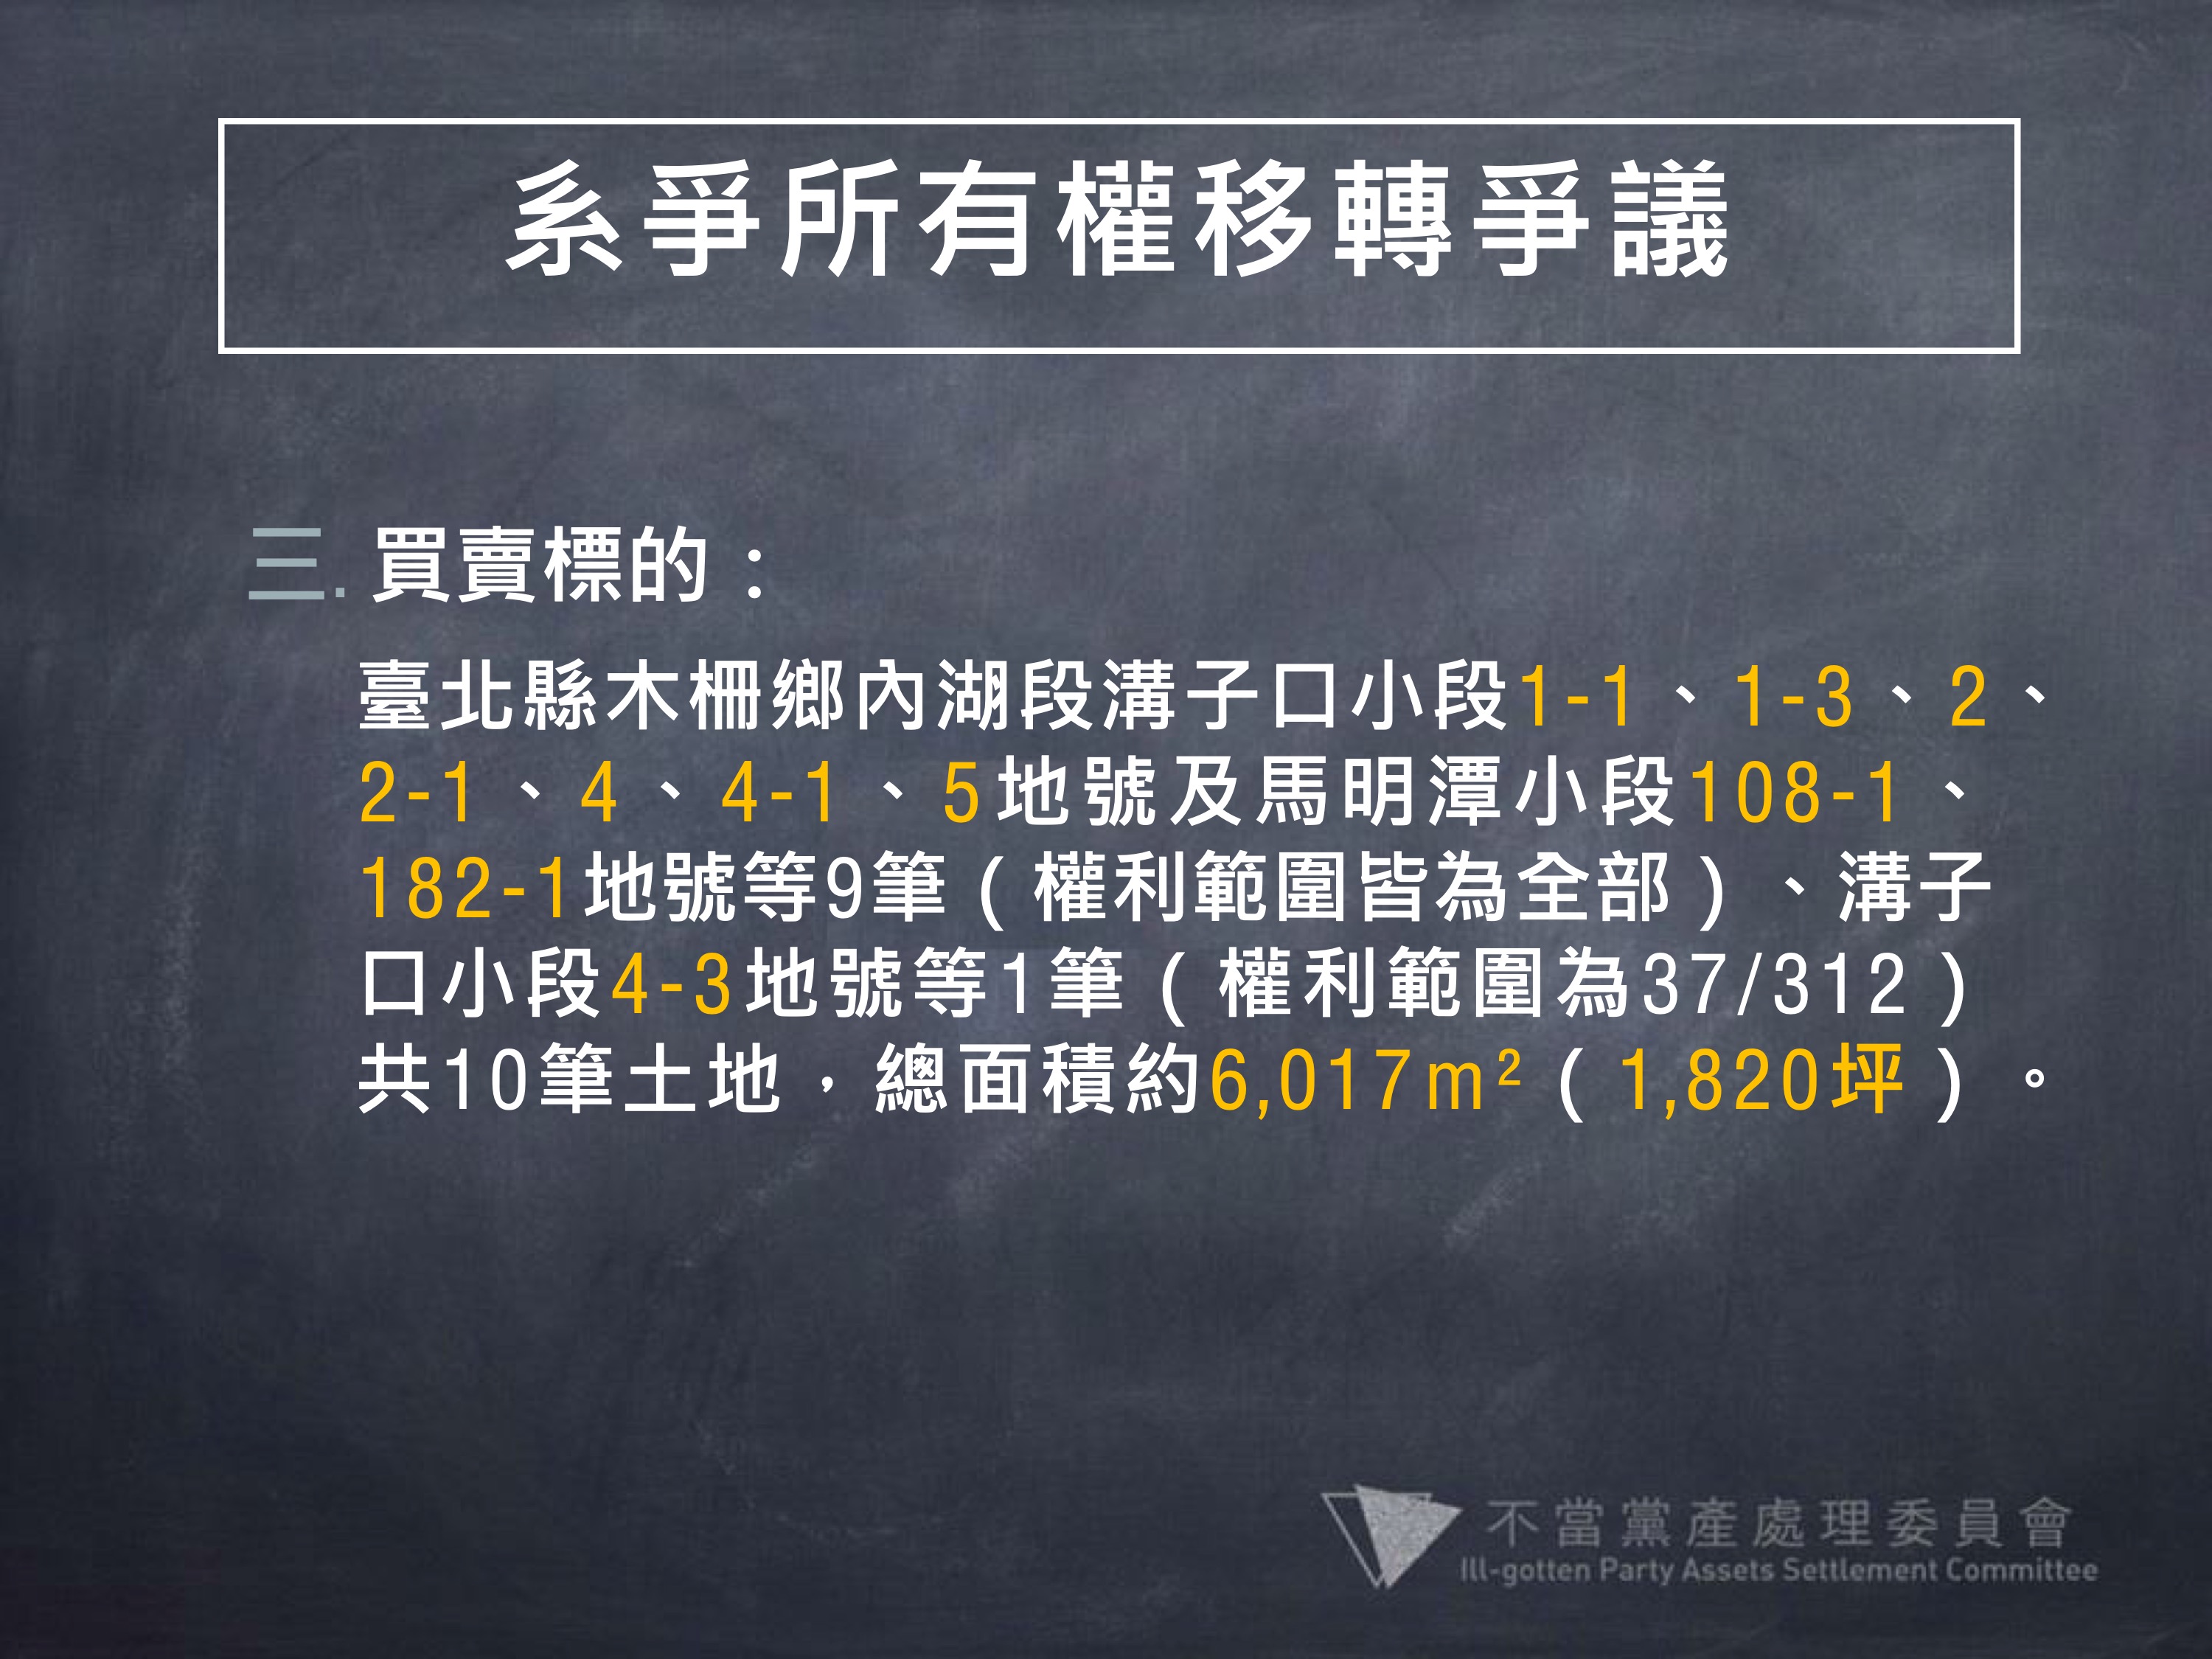 系爭所有權移轉爭議
三. 買賣標的：
臺北縣木柵鄉內湖段溝子口小段1-1、1-3、2、
2-1、4、4-1、5地號及馬明潭小段108-1、
182-1地號等9筆（權利範圍皆為全部）、溝子
口小段4-3地號等1筆（權利範圍為37/312）
共10筆土地，總面積約6,017m²（1,820坪）。
不當黨產處理委員會
Ill-gotten Party Assets Settlement Committee